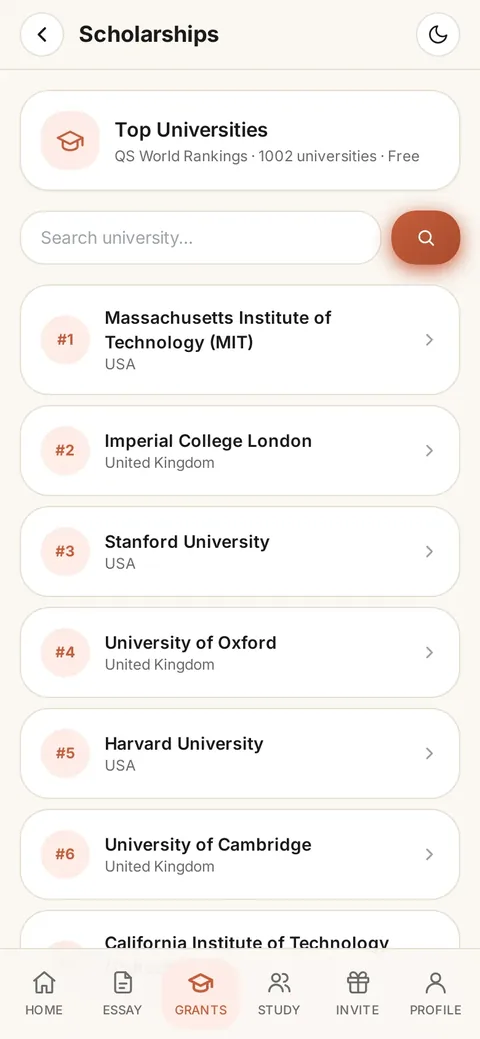 Scholarships
Top Universities
QS World Rankings · 1002 universities · Free
Search university...
#1
Massachusetts Institute of
Technology (MIT)
USA
#2
Imperial College London
United Kingdom
#3
Stanford University
USA
#4
University of Oxford
United Kingdom
#5
Harvard University
USA
#6
University of Cambridge
United Kingdom
California Institute of Technology
HOME
ESSAY
GRANTS
STUDY
INVITE
PROFILE